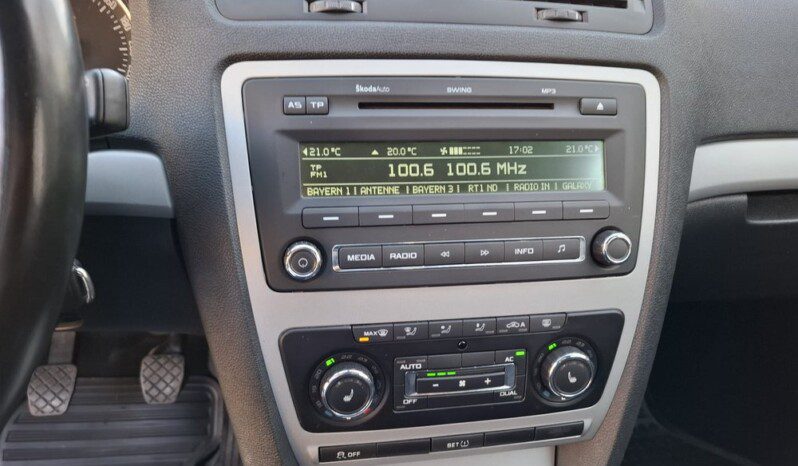 ŠkodaAuto SWING MP3
AS TP
21.0°C 20.0°C 17:02 21.0°C
TP
FM1 100.6 100.6 MHz
BAYERN 1 | ANTENNE | BAYERN 3 | RT1 ND | RADIO IN | GALAXY
MEDIA RADIO INFO
MAX A
AUTO AC
OFF DUAL
OFF SET